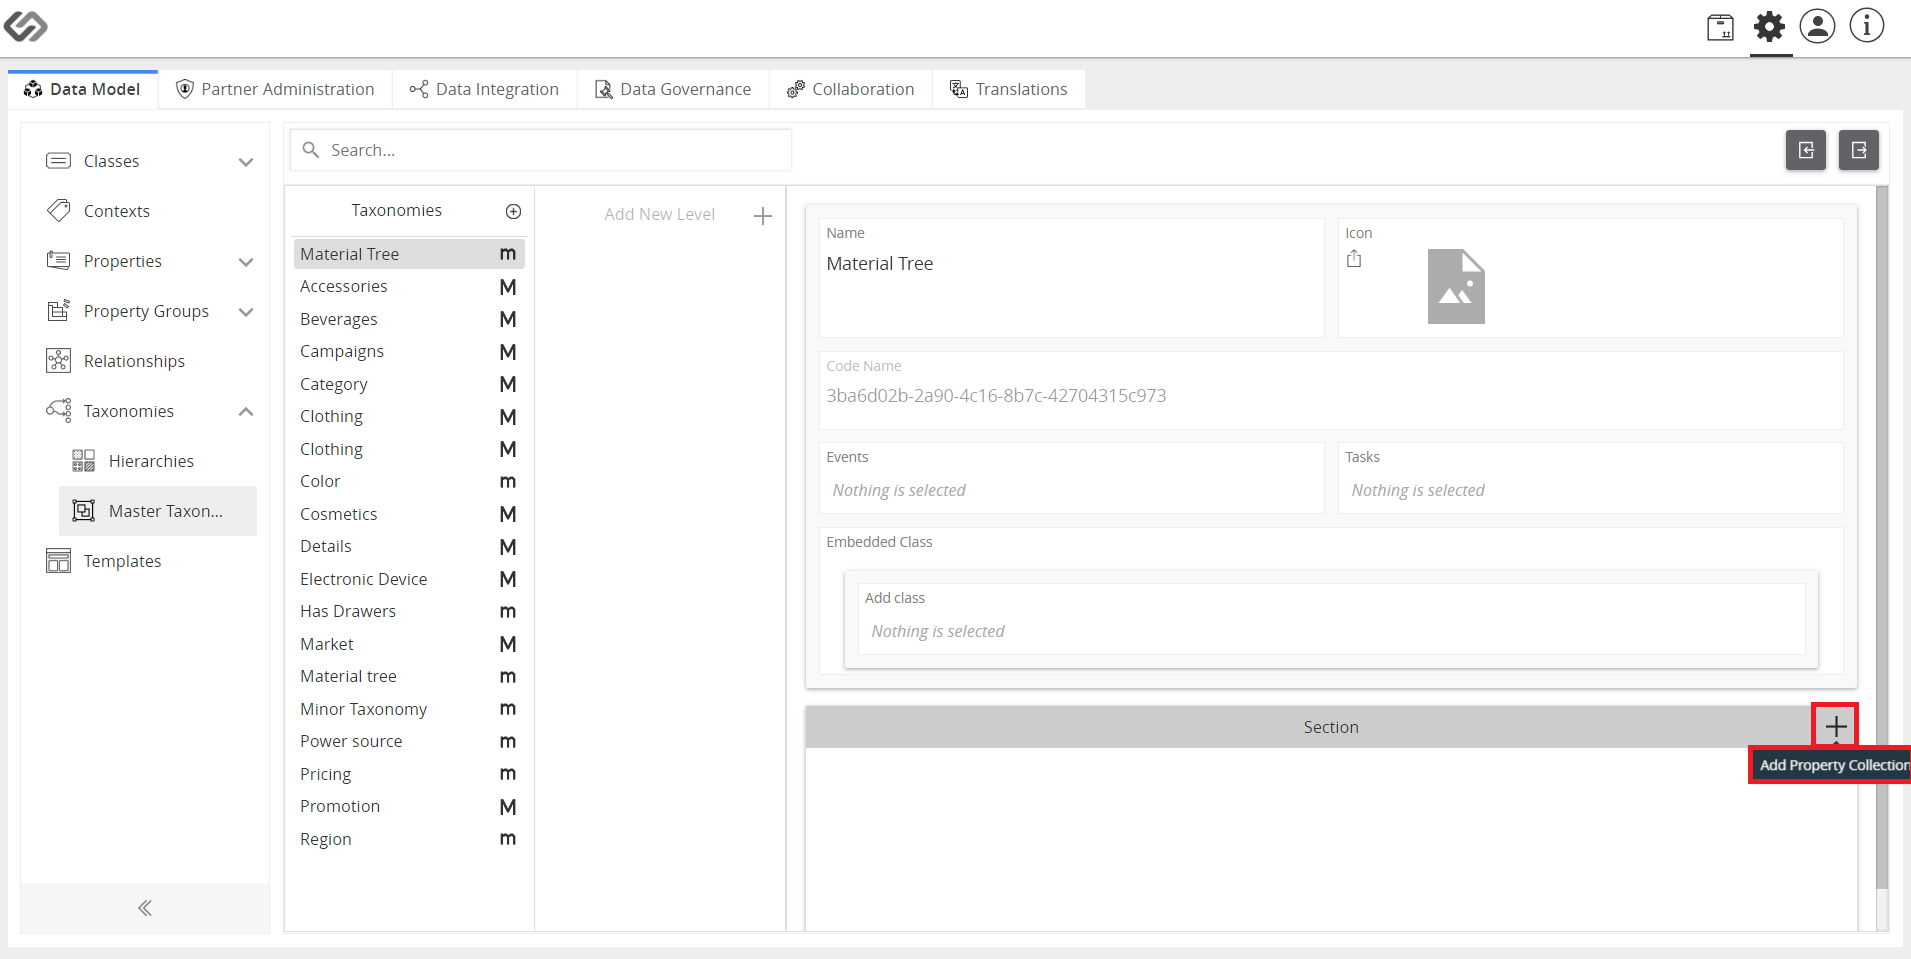 Data Model
Partner Administration
Data Integration
Data Governance
Collaboration
Translations
Classes
Contexts
Properties
Property Groups
Relationships
Taxonomies
Hierarchies
Master Taxon...
Templates
Search...
Taxonomies
Material Tree m
Accessories M
Beverages M
Campaigns M
Category M
Clothing M
Clothing M
Color m
Cosmetics M
Details M
Electronic Device M
Has Drawers m
Market M
Material tree m
Minor Taxonomy m
Power source m
Pricing m
Promotion M
Region m
Add New Level
Name
Material Tree
Icon
Code Name
3ba6d02b-2a90-4c16-8b7c-42704315c973
Events
Nothing is selected
Tasks
Nothing is selected
Embedded Class
Add class
Nothing is selected
Section
Add Property Collection